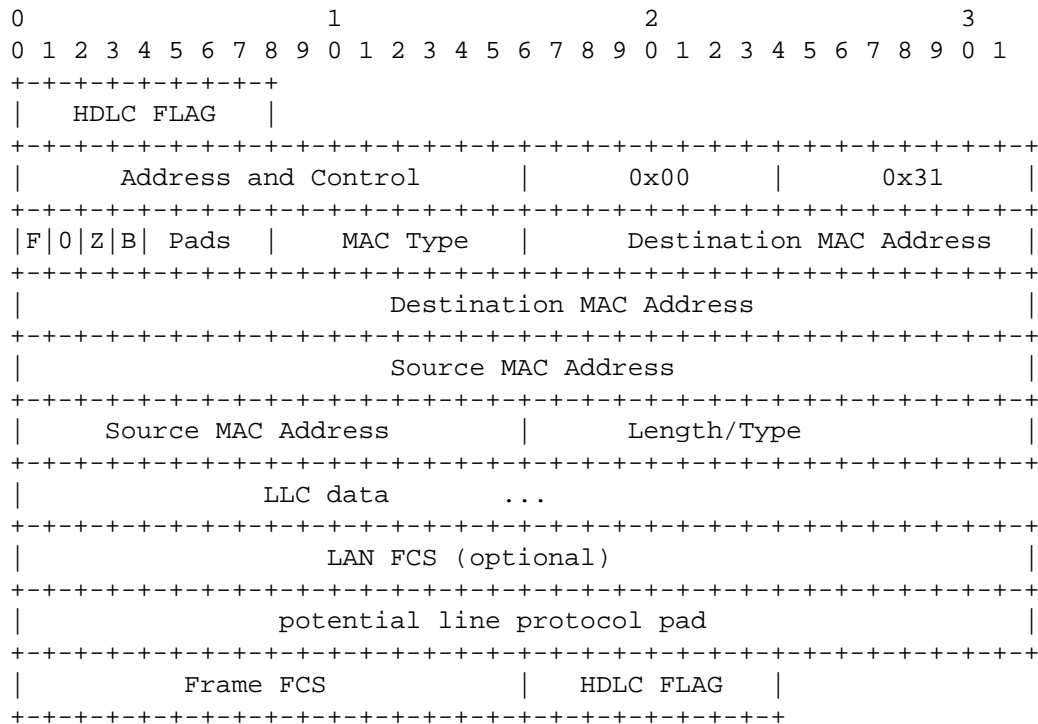 0                   1                   2                   3
0 1 2 3 4 5 6 7 8 9 0 1 2 3 4 5 6 7 8 9 0 1 2 3 4 5 6 7 8 9 0 1
+-+-+-+-+-+-+-+-+
|   HDLC FLAG   |
+-+-+-+-+-+-+-+-+-+-+-+-+-+-+-+-+-+-+-+-+-+-+-+-+-+-+-+-+-+-+-+-+
|      Address and Control      |      0x00     |      0x31     |
+-+-+-+-+-+-+-+-+-+-+-+-+-+-+-+-+-+-+-+-+-+-+-+-+-+-+-+-+-+-+-+-+
|F|0|Z|B| Pads  |    MAC Type   |      Destination MAC Address  |
+-+-+-+-+-+-+-+-+-+-+-+-+-+-+-+-+-+-+-+-+-+-+-+-+-+-+-+-+-+-+-+-+
|                       Destination MAC Address                 |
+-+-+-+-+-+-+-+-+-+-+-+-+-+-+-+-+-+-+-+-+-+-+-+-+-+-+-+-+-+-+-+-+
|                       Source MAC Address                      |
+-+-+-+-+-+-+-+-+-+-+-+-+-+-+-+-+-+-+-+-+-+-+-+-+-+-+-+-+-+-+-+-+
|     Source MAC Address        |      Length/Type              |
+-+-+-+-+-+-+-+-+-+-+-+-+-+-+-+-+-+-+-+-+-+-+-+-+-+-+-+-+-+-+-+-+
|               LLC data       ...
+-+-+-+-+-+-+-+-+-+-+-+-+-+-+-+-+-+-+-+-+-+-+-+-+-+-+-+-+-+-+-+-+
|                   LAN FCS (optional)                          |
+-+-+-+-+-+-+-+-+-+-+-+-+-+-+-+-+-+-+-+-+-+-+-+-+-+-+-+-+-+-+-+-+
|                potential line protocol pad                    |
+-+-+-+-+-+-+-+-+-+-+-+-+-+-+-+-+-+-+-+-+-+-+-+-+-+-+-+-+-+-+-+-+
|          Frame FCS            |   HDLC FLAG   |
+-+-+-+-+-+-+-+-+-+-+-+-+-+-+-+-+-+-+-+-+-+-+-+-+